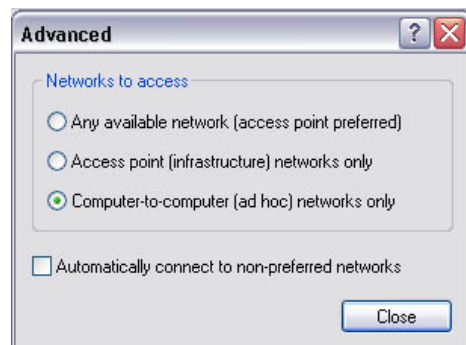 Advanced
Networks to access
Any available network (access point preferred)
Access point (infrastructure) networks only
Computer-to-computer (ad hoc) networks only
Automatically connect to non-preferred networks
Close